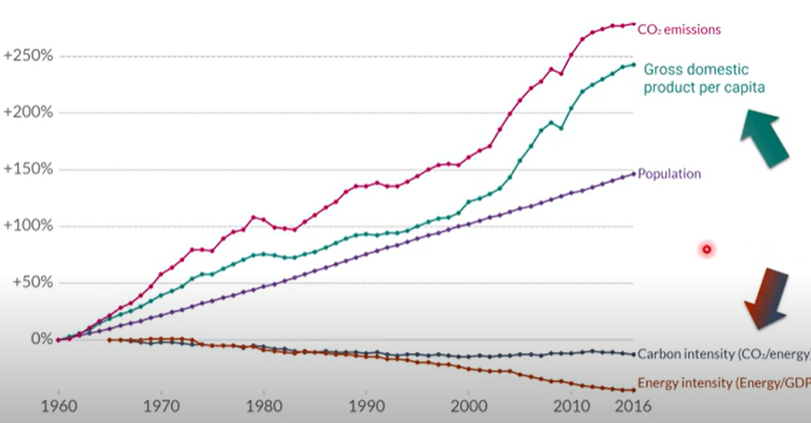 CO₂ emissions
+250%
Gross domestic
product per capita
+200%
+150%
Population
+100%
+50%
0%
Carbon intensity (CO₂/energy)
Energy intensity (Energy/GDP
1960
1970
1980
1990
2000
2010
2016